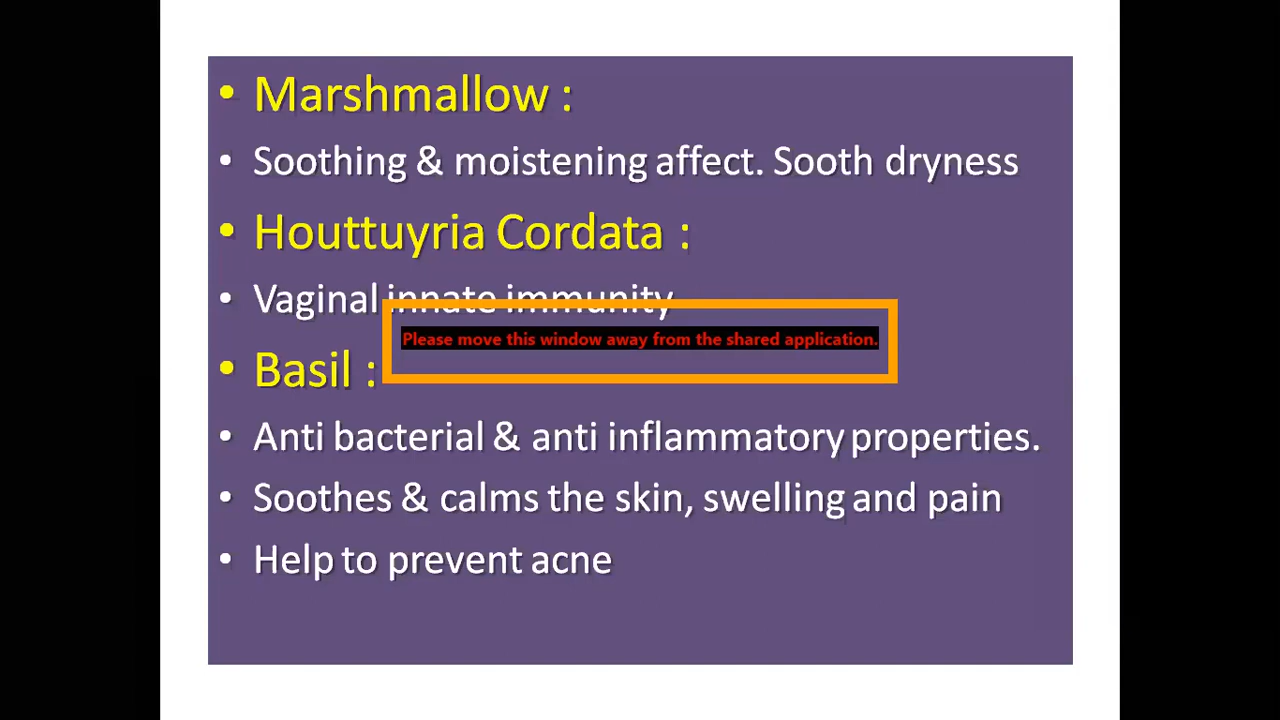 • Marshmallow :
• Soothing & moistening affect. Sooth dryness
• Houttuyria Cordata :
• Vaginal innate immunity
Please move this window away from the shared application.
• Basil :
• Anti bacterial & anti inflammatory properties.
• Soothes & calms the skin, swelling and pain
• Help to prevent acne